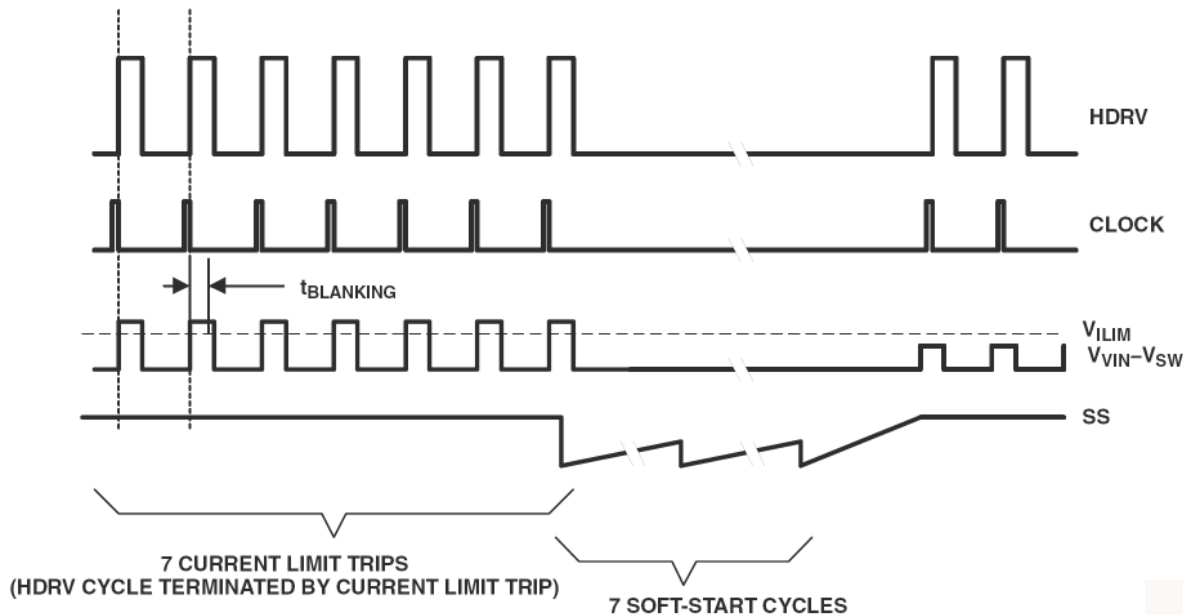 HDRV
CLOCK
tBLANKING
VILIM
VVIN–VSW
SS
7 CURRENT LIMIT TRIPS
(HDRV CYCLE TERMINATED BY CURRENT LIMIT TRIP)
7 SOFT-START CYCLES